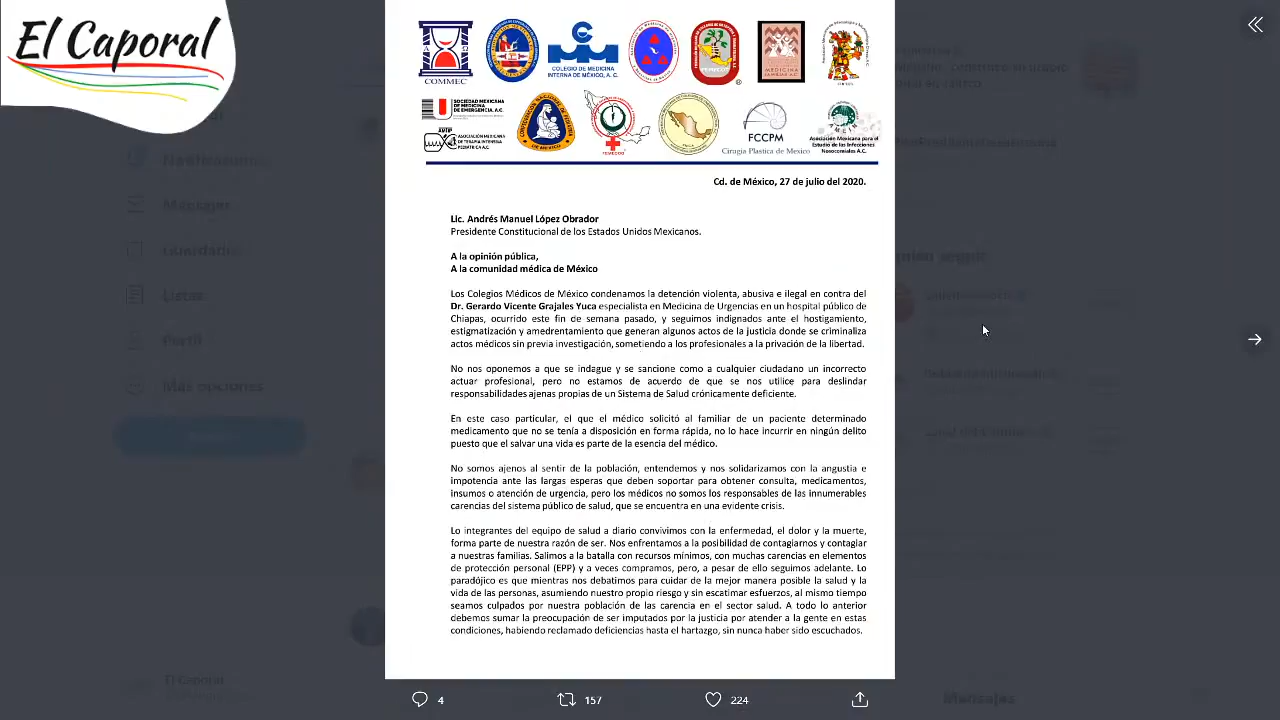 El Caporal
COMMEC
COLEGIO DE MEDICINA
INTERNA DE MÉXICO, A. C.
SOCIEDAD MEXICANA
DE MEDICINA
DE EMERGENCIA. A.C.
ASOCIACIÓN MEXICANA
DE TERAPIA INTENSIVA
PEDIÁTRICA A.C.
FCCPM
Cirugía Plástica de México
Asociación Mexicana para el
Estudio de las Infecciones
Nosocomiales A.C.
Cd. de México, 27 de julio del 2020.
Lic. Andrés Manuel López Obrador
Presidente Constitucional de los Estados Unidos Mexicanos.
A la opinión pública,
A la comunidad médica de México
Los Colegios Médicos de México condenamos la detención violenta, abusiva e ilegal en contra del
Dr. Gerardo Vicente Grajales Yuca especialista en Medicina de Urgencias en un hospital público de
Chiapas, ocurrido este fin de semana pasado, y seguimos indignados ante el hostigamiento,
estigmatización y amedrentamiento que generan algunos actos de la justicia donde se criminaliza
actos médicos sin previa investigación, sometiendo a los profesionales a la privación de la libertad.
No nos oponemos a que se indague y se sancione como a cualquier ciudadano un incorrecto
actuar profesional, pero no estamos de acuerdo de que se nos utilice para deslindar
responsabilidades ajenas propias de un Sistema de Salud crónicamente deficiente.
En este caso particular, el que el médico solicitó al familiar de un paciente determinado
medicamento que no se tenía a disposición en forma rápida, no lo hace incurrir en ningún delito
puesto que el salvar una vida es parte de la esencia del médico.
No somos ajenos al sentir de la población, entendemos y nos solidarizamos con la angustia e
impotencia ante las largas esperas que deben soportar para obtener consulta, medicamentos,
insumos o atención de urgencia, pero los médicos no somos los responsables de las innumerables
carencias del sistema público de salud, que se encuentra en una evidente crisis.
Lo integrantes del equipo de salud a diario convivimos con la enfermedad, el dolor y la muerte,
forma parte de nuestra razón de ser. Nos enfrentamos a la posibilidad de contagiarnos y contagiar
a nuestras familias. Salimos a la batalla con recursos mínimos, con muchas carencias en elementos
de protección personal (EPP) y a veces compramos, pero, a pesar de ello seguimos adelante. Lo
paradójico es que mientras nos debatimos para cuidar de la mejor manera posible la salud y la
vida de las personas, asumiendo nuestro propio riesgo y sin escatimar esfuerzos, al mismo tiempo
seamos culpados por nuestra población de las carencia en el sector salud. A todo lo anterior
debemos sumar la preocupación de ser imputados por la justicia por atender a la gente en estas
condiciones, habiendo reclamado deficiencias hasta el hartazgo, sin nunca haber sido escuchados.
4 157 224
Mensajes
Listas
Perfil
Más opciones
El Caporal
Mensajes